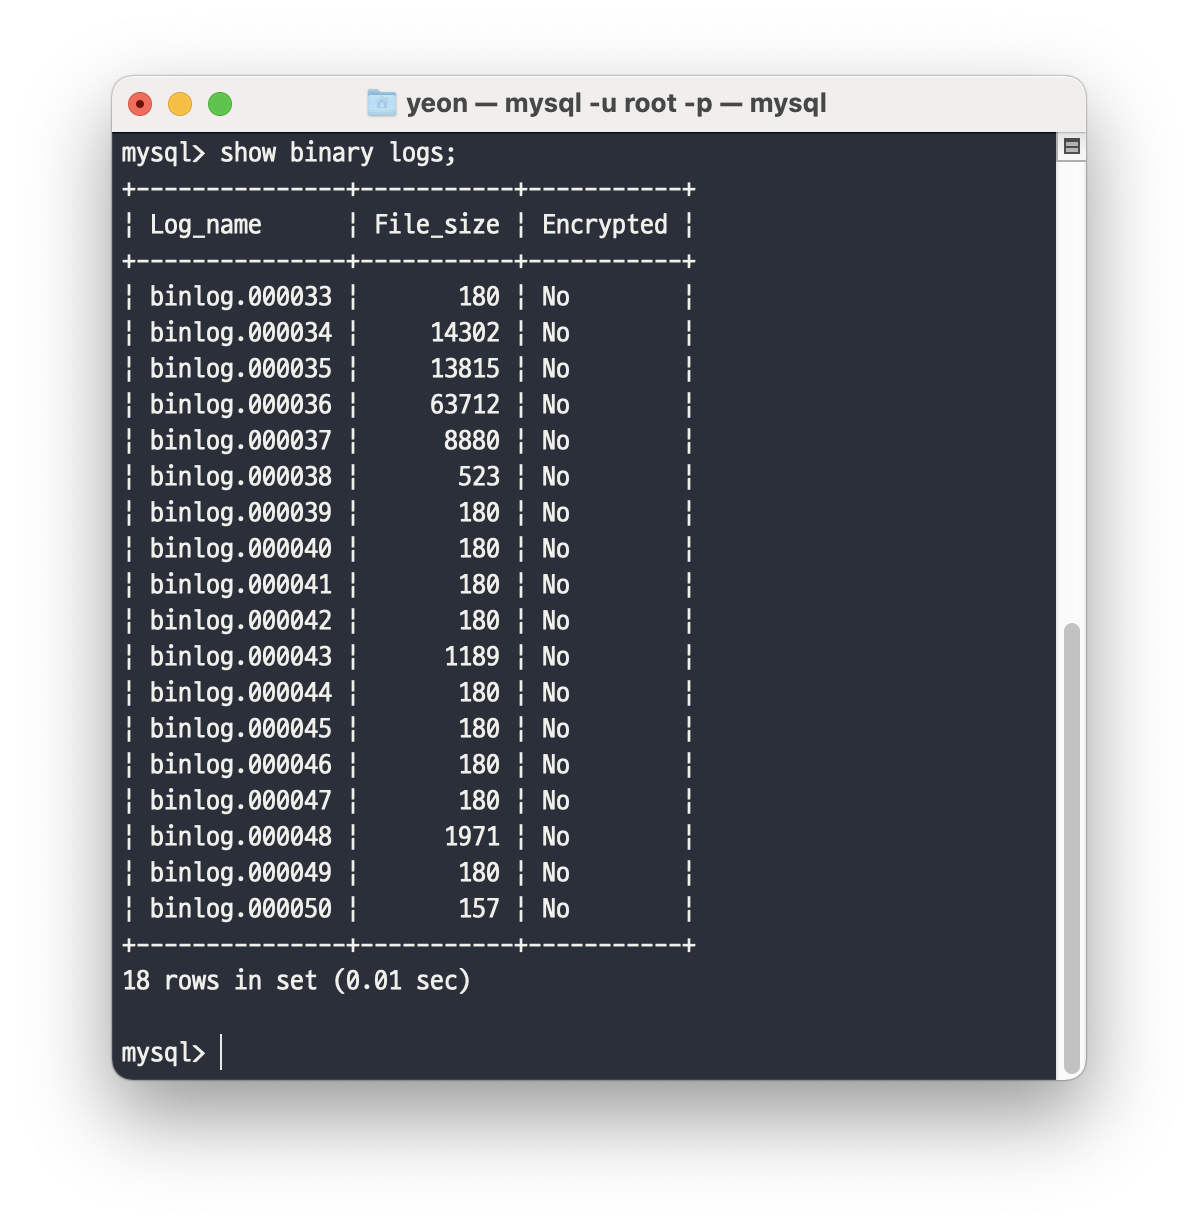 yeon — mysql -u root -p — mysql
mysql> show binary logs;
+---------------+-----------+-----------+
| Log_name      | File_size | Encrypted |
+---------------+-----------+-----------+
| binlog.000033 |       180 | No        |
| binlog.000034 |     14302 | No        |
| binlog.000035 |     13815 | No        |
| binlog.000036 |     63712 | No        |
| binlog.000037 |      8880 | No        |
| binlog.000038 |       523 | No        |
| binlog.000039 |       180 | No        |
| binlog.000040 |       180 | No        |
| binlog.000041 |       180 | No        |
| binlog.000042 |       180 | No        |
| binlog.000043 |      1189 | No        |
| binlog.000044 |       180 | No        |
| binlog.000045 |       180 | No        |
| binlog.000046 |       180 | No        |
| binlog.000047 |       180 | No        |
| binlog.000048 |      1971 | No        |
| binlog.000049 |       180 | No        |
| binlog.000050 |       157 | No        |
+---------------+-----------+-----------+
18 rows in set (0.01 sec)
mysql>